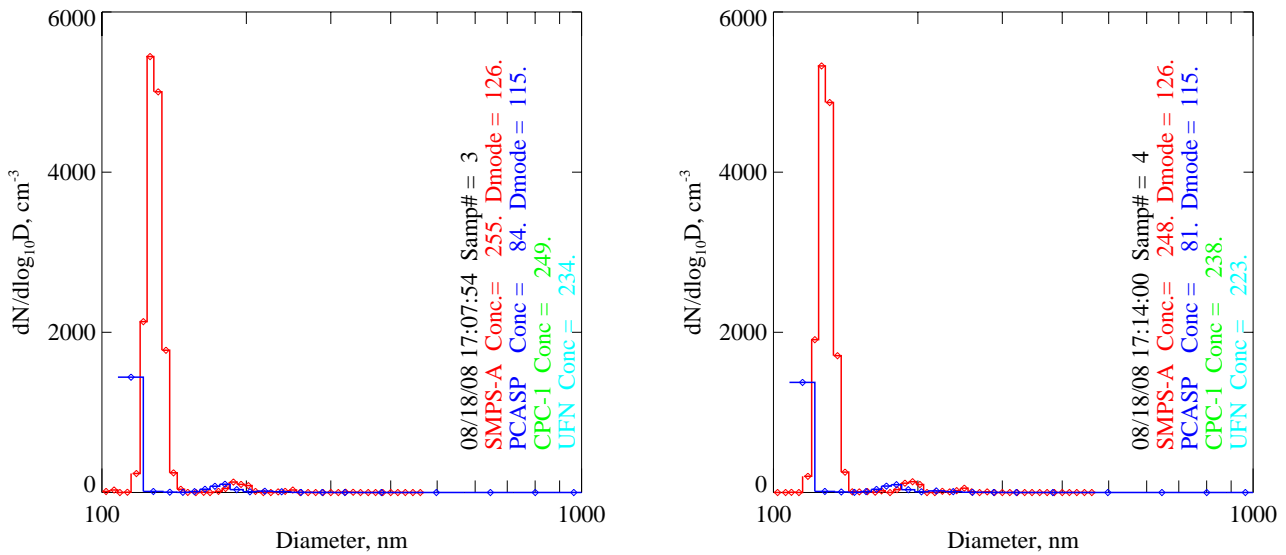 6000
4000
2000
0
dN/dlog10D, cm-3
100
1000
Diameter, nm
08/18/08 17:07:54 Samp# = 3
SMPS-A Conc.= 255. Dmode = 126.
PCASP Conc = 84. Dmode = 115.
CPC-1 Conc = 249.
UFN Conc = 234.
6000
4000
2000
0
dN/dlog10D, cm-3
100
1000
Diameter, nm
08/18/08 17:14:00 Samp# = 4
SMPS-A Conc.= 248. Dmode = 126.
PCASP Conc = 81. Dmode = 115.
CPC-1 Conc = 238.
UFN Conc = 223.